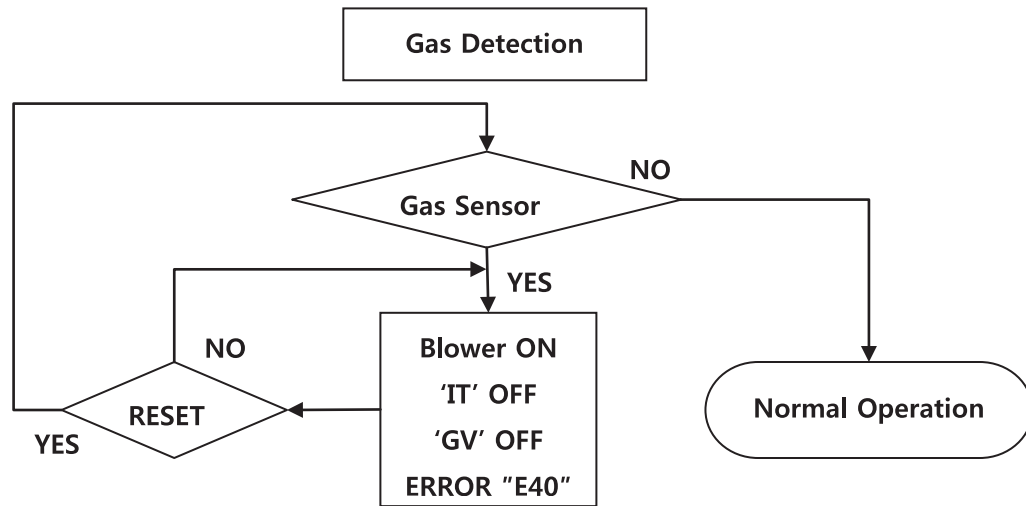 Gas Detection
NO
Gas Sensor
YES
Blower ON
‘IT’ OFF
‘GV’ OFF
ERROR ”E40”
NO
RESET
YES
Normal Operation